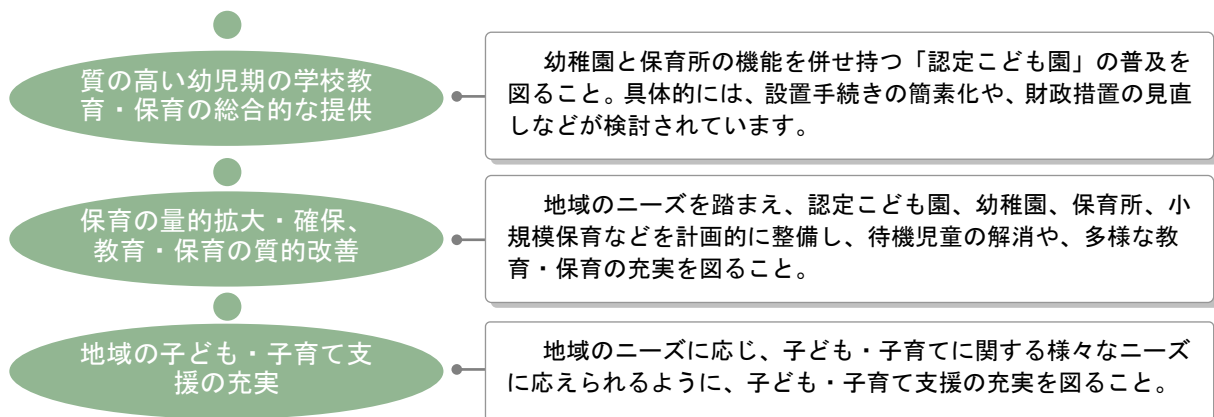 質の高い幼児期の学校教
育・保育の総合的な提供
幼稚園と保育所の機能を併せ持つ「認定こども園」の普及を
図ること。具体的には、設置手続きの簡素化や、財政措置の見直
しなどが検討されています。
保育の量的拡大・確保、
教育・保育の質的改善
地域のニーズを踏まえ、認定こども園、幼稚園、保育所、小
規模保育などを計画的に整備し、待機児童の解消や、多様な教
育・保育の充実を図ること。
地域の子ども・子育て支
援の充実
地域のニーズに応じ、子ども・子育てに関する様々なニーズ
に応えられるように、子ども・子育て支援の充実を図ること。